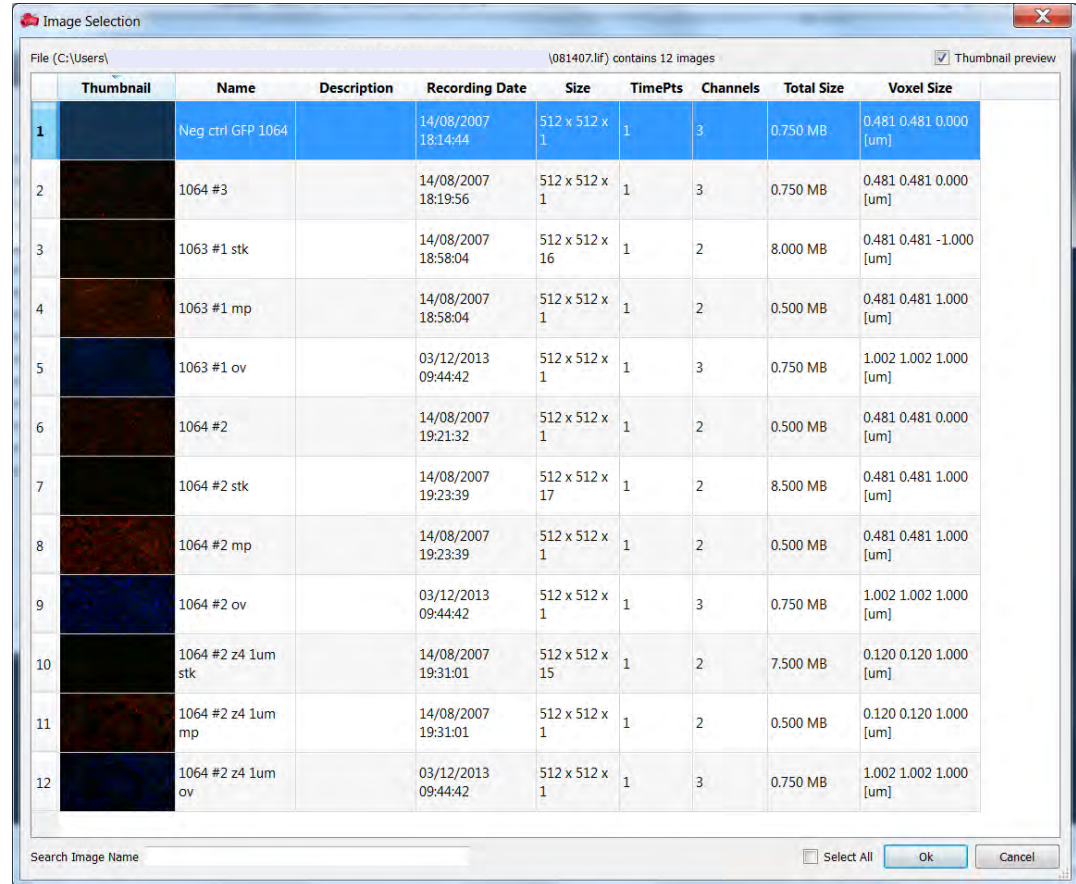 Image Selection
File (C:\Users\ \081407.lif) contains 12 images Thumbnail preview
Thumbnail Name Description Recording Date Size TimePts Channels Total Size Voxel Size
1 Neg ctrl GFP 1064 14/08/2007 18:14:44 512 x 512 x 1 1 3 0.750 MB 0.481 0.481 0.000 [um]
2 1064 #3 14/08/2007 18:19:56 512 x 512 x 1 1 3 0.750 MB 0.481 0.481 0.000 [um]
3 1063 #1 stk 14/08/2007 18:58:04 512 x 512 x 16 1 2 8.000 MB 0.481 0.481 -1.000 [um]
4 1063 #1 mp 14/08/2007 18:58:04 512 x 512 x 1 1 2 0.500 MB 0.481 0.481 1.000 [um]
5 1063 #1 ov 03/12/2013 09:44:42 512 x 512 x 1 1 3 0.750 MB 1.002 1.002 1.000 [um]
6 1064 #2 14/08/2007 19:21:32 512 x 512 x 1 1 2 0.500 MB 0.481 0.481 0.000 [um]
7 1064 #2 stk 14/08/2007 19:23:39 512 x 512 x 17 1 2 8.500 MB 0.481 0.481 1.000 [um]
8 1064 #2 mp 14/08/2007 19:23:39 512 x 512 x 1 1 2 0.500 MB 0.481 0.481 1.000 [um]
9 1064 #2 ov 03/12/2013 09:44:42 512 x 512 x 1 1 3 0.750 MB 1.002 1.002 1.000 [um]
10 1064 #2 z4 1um stk 14/08/2007 19:31:01 512 x 512 x 15 1 2 7.500 MB 0.120 0.120 1.000 [um]
11 1064 #2 z4 1um mp 14/08/2007 19:31:01 512 x 512 x 1 1 2 0.500 MB 0.120 0.120 1.000 [um]
12 1064 #2 z4 1um ov 03/12/2013 09:44:42 512 x 512 x 1 1 3 0.750 MB 1.002 1.002 1.000 [um]
Search Image Name Select All Ok Cancel